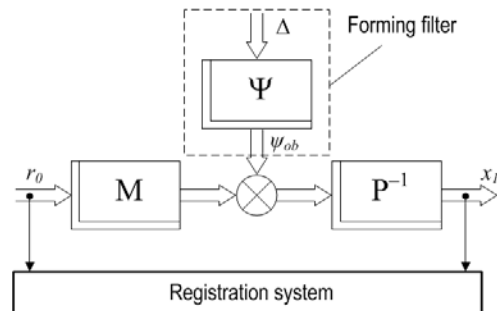 Δ
Forming filter
Ψ
ψob
r0
M
P⁻¹
x1
Registration system